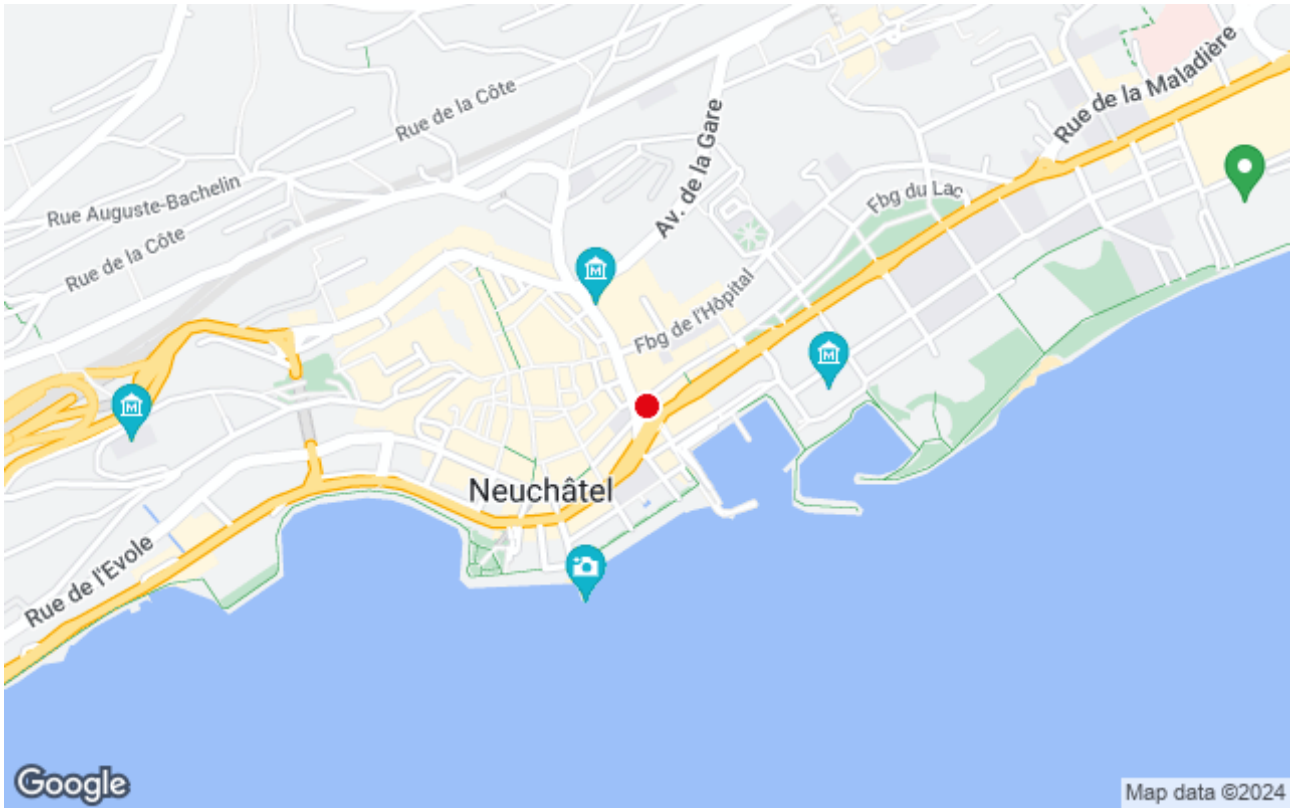 Rue de la Maladière
Rue de la Côte
Av. de la Gare
Rue Auguste-Bachelin
Fbg du Lac
Rue de la Côte
M
Fbg de l'Hôpital
M
M
Neuchâtel
Rue de l'Evole
Google
Map data ©2024